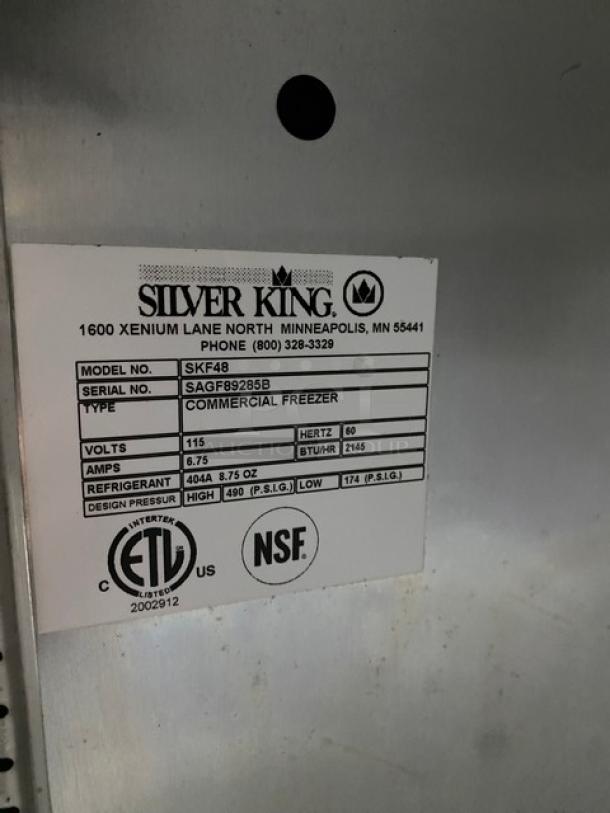 SILVER KING®
1600 XENIUM LANE NORTH MINNEAPOLIS, MN 55441
PHONE (800) 328-3329
MODEL NO. SKF48
SERIAL NO. SAGF89285B
TYPE COMMERCIAL FREEZER
VOLTS 115 HERTZ 60
AMPS 6.75 BTU/HR 2145
REFRIGERANT 404A 8.75 OZ
DESIGN PRESSUR HIGH 490 (P.S.I.G.) LOW 174 (P.S.I.G.)
INTERTEK
C ETL US
LISTED
2002912
NSF®
AUCTION GROUP